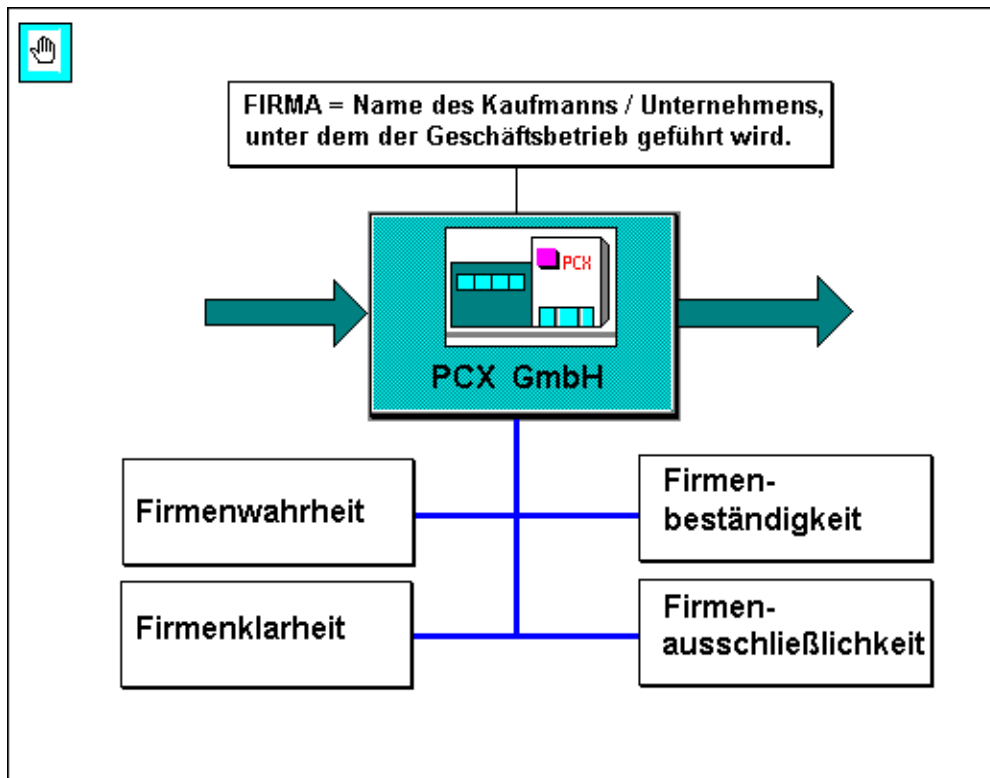 FIRMA = Name des Kaufmanns / Unternehmens,
unter dem der Geschäftsbetrieb geführt wird.
PCX
PCX GmbH
Firmenwahrheit
Firmen-
beständigkeit
Firmenklarheit
Firmen-
ausschließlichkeit